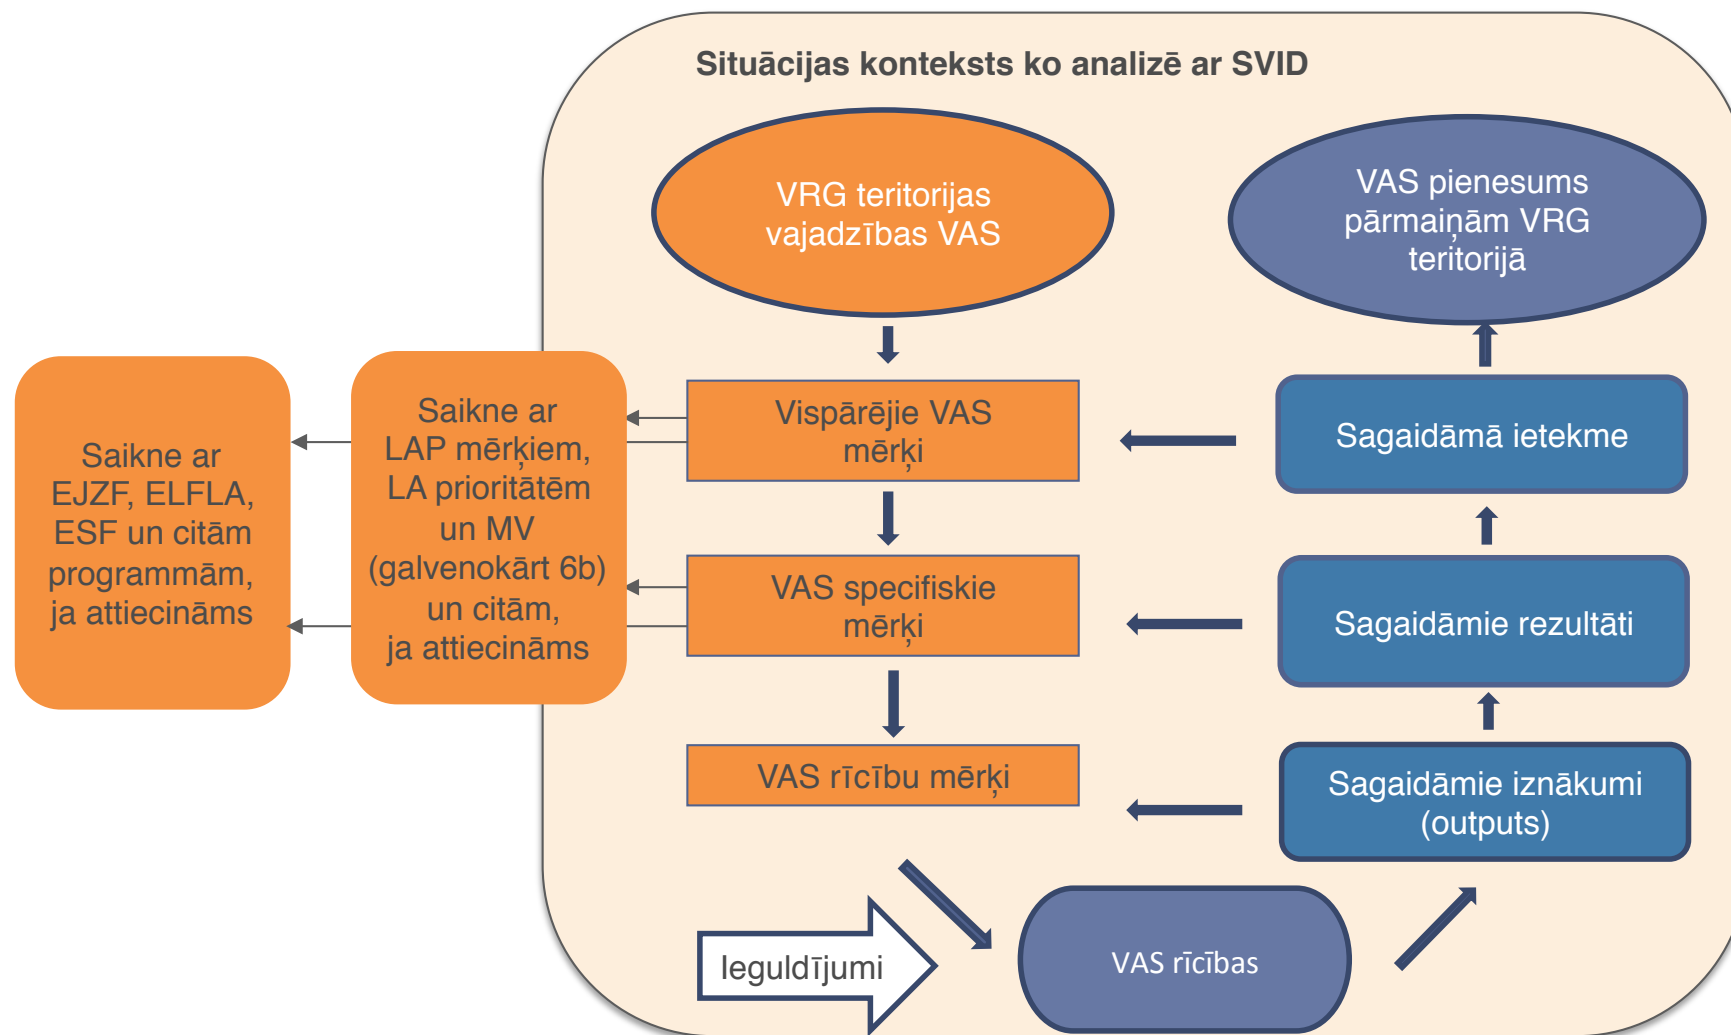 Situācijas konteksts ko analizē ar SVID
VRG teritorijas
vajadzības VAS
VAS pienesums
pārmaiņām VRG
teritorijā
Saikne ar
EJZF, ELFLA,
ESF un citām
programmām,
ja attiecināms
Saikne ar
LAP mērķiem,
LA prioritātēm
un MV
(galvenokārt 6b)
un citām,
ja attiecināms
Vispārējie VAS
mērķi
Sagaidāmā ietekme
VAS specifiskie
mērķi
Sagaidāmie rezultāti
VAS rīcību mērķi
Sagaidāmie iznākumi
(outputs)
Ieguldījumi
VAS rīcības